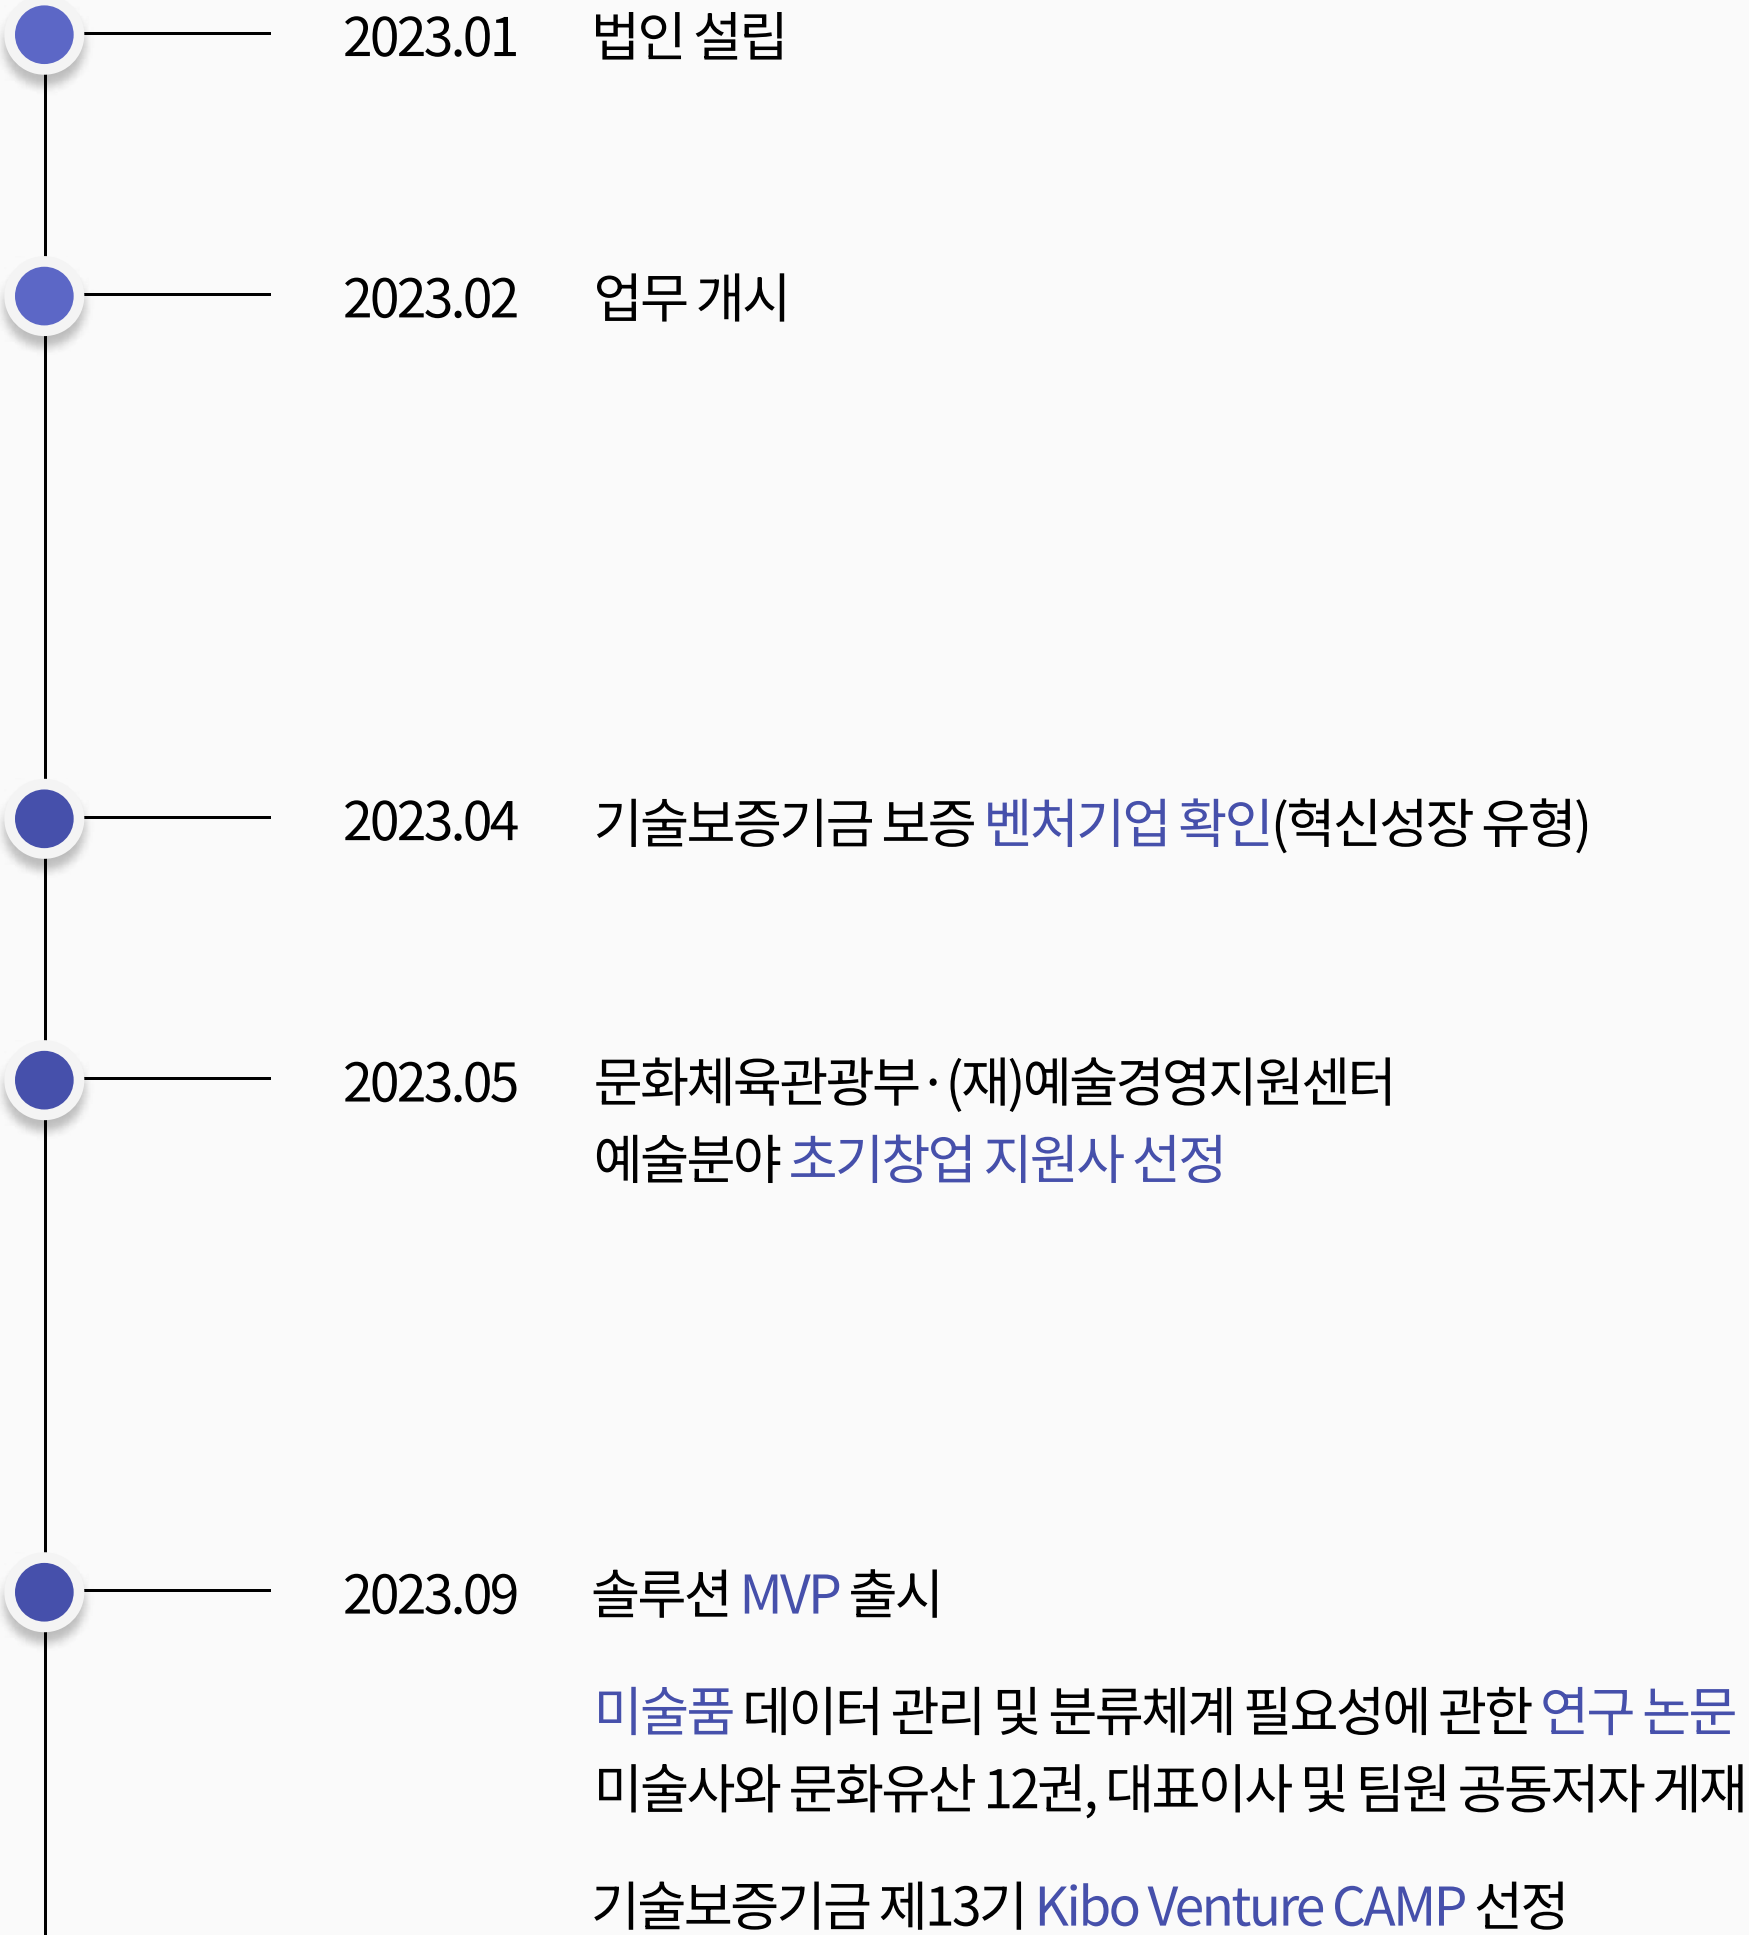 2023.01 법인 설립
2023.02 업무 개시
2023.04 기술보증기금 보증 벤처기업 확인(혁신성장 유형)
2023.05 문화체육관광부·(재)예술경영지원센터
예술분야 초기창업 지원사 선정
2023.09 솔루션 MVP 출시
미술품 데이터 관리 및 분류체계 필요성에 관한 연구 논문
미술사와 문화유산 12권, 대표이사 및 팀원 공동저자 게재
기술보증기금 제13기 Kibo Venture CAMP 선정